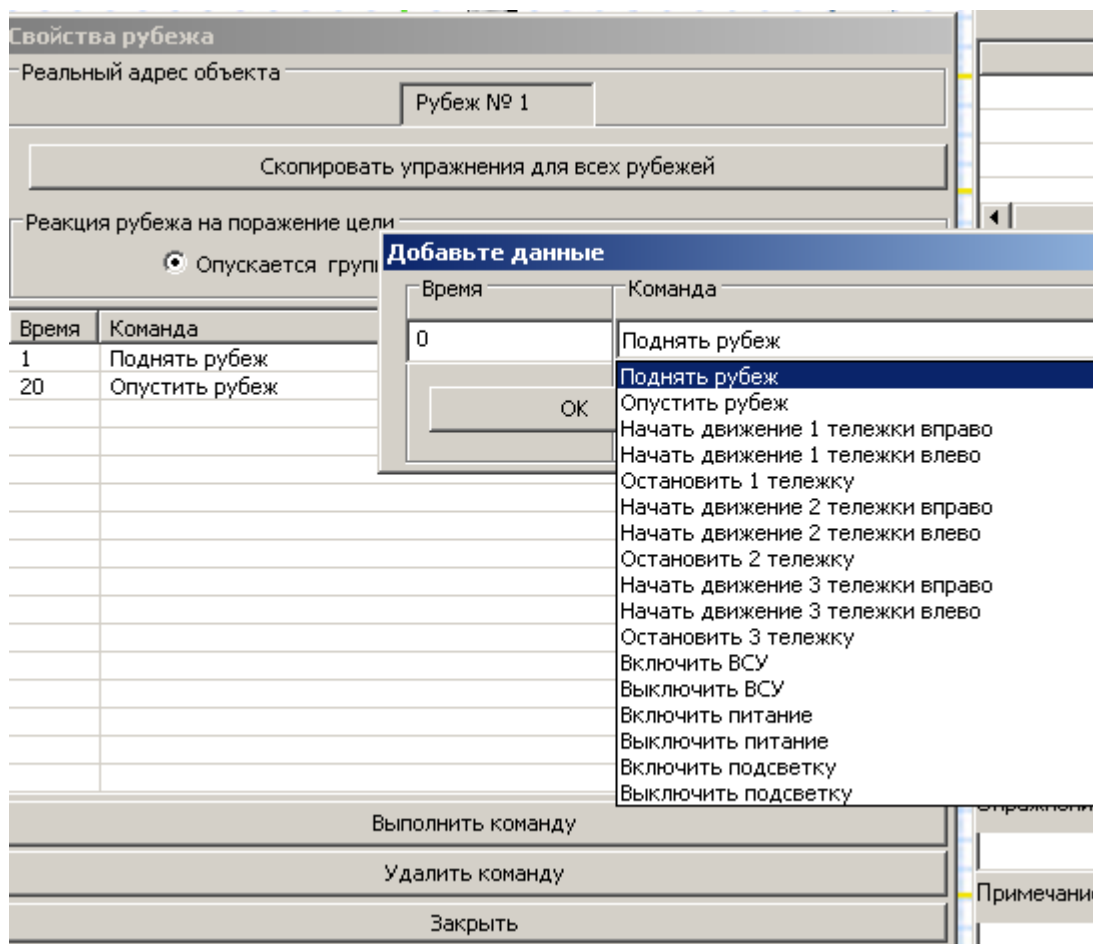 Свойства рубежа
Реальный адрес объекта
Рубеж № 1
Скопировать упражнения для всех рубежей
Реакция рубежа на поражение цели
Опускается
Добавьте данные
Время
Команда
0
Поднять рубеж
OK
Поднять рубеж
Опустить рубеж
Начать движение 1 тележки вправо
Начать движение 1 тележки влево
Остановить 1 тележку
Начать движение 2 тележки вправо
Начать движение 2 тележки влево
Остановить 2 тележку
Начать движение 3 тележки вправо
Начать движение 3 тележки влево
Остановить 3 тележку
Включить ВСУ
Выключить ВСУ
Включить питание
Выключить питание
Включить подсветку
Выключить подсветку
Время Команда
1 Поднять рубеж
20 Опустить рубеж
Выполнить команду
Удалить команду
Закрыть
Примечани